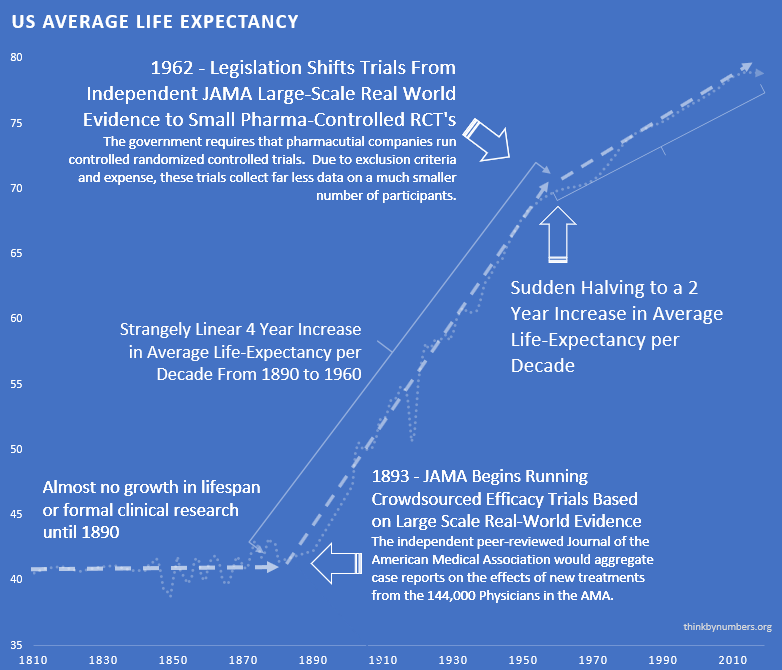 US AVERAGE LIFE EXPECTANCY
80
1962 - Legislation Shifts Trials From
Independent JAMA Large-Scale Real World
Evidence to Small Pharma-Controlled RCT's
The government requires that pharmacutial companies run
controlled randomized controlled trials. Due to exclusion criteria
and expense, these trials collect far less data on a much smaller
number of participants.
75
70
65
Sudden Halving to a 2
Year Increase in Average
Life-Expectancy per
Decade
60
Strangely Linear 4 Year Increase
in Average Life-Expectancy per
Decade From 1890 to 1960
55
50
1893 - JAMA Begins Running
Crowdsourced Efficacy Trials Based
on Large Scale Real-World Evidence
The independent peer-reviewed Journal of the
American Medical Association would aggregate
case reports on the effects of new treatments
from the 144,000 Physicians in the AMA.
Almost no growth in lifespan
or formal clinical research
until 1890
45
40
thinkbynumbers.org
35
1810 1830 1850 1870 1890 1910 1930 1950 1970 1990 2010